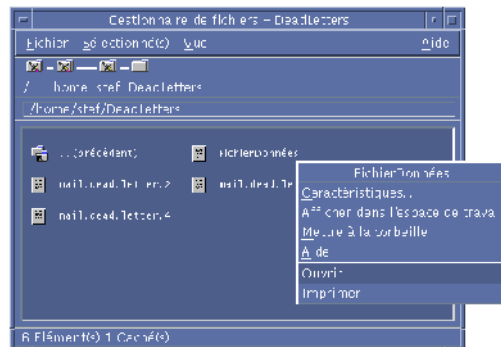 Gestionnaire de fichiers – DeadLetters
Fichier Sélectionné(s) Vue Aide
/ home stef DeadLetters
/home/stef/DeadLetters
..(précédent)
FichierDonnées
mail.dead.letter.2
mail.dead.le
mail.dead.letter.4
FichierDonnées
Caractéristiques...
Afficher dans l'espace de trava
Mettre à la corbeille
Aide
Ouvrir
Imprimer
6 Elément(s) 1 Caché(s)